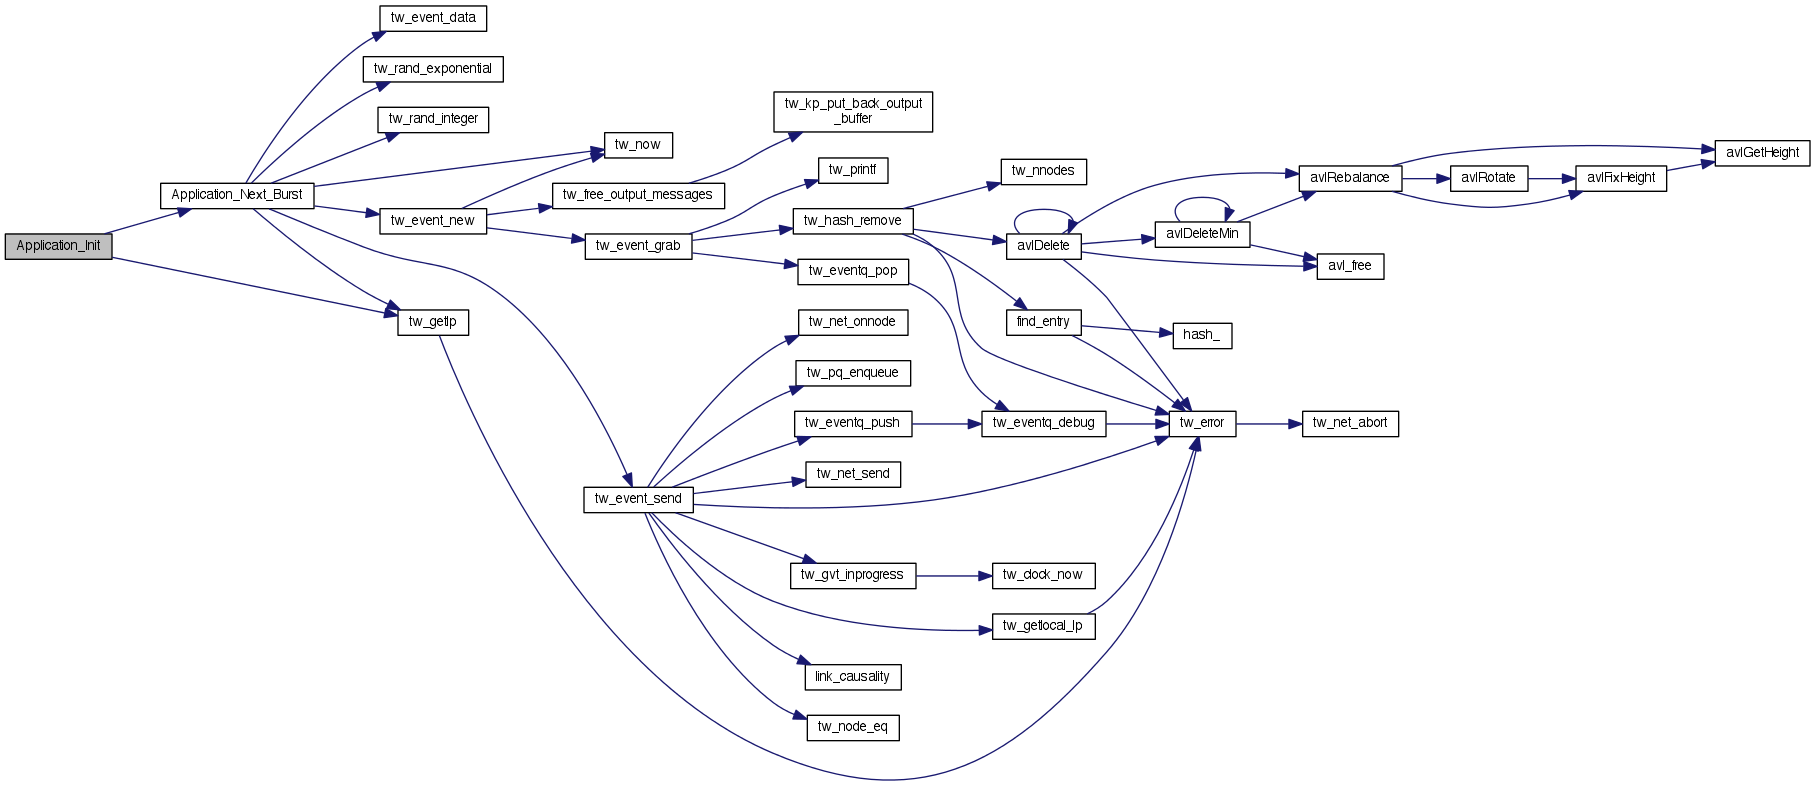 tw_event_data
tw_rand_exponential
tw_rand_integer
tw_kp_put_back_output
_buffer
tw_now
tw_printf
tw_nnodes
avlGetHeight
Application_Next_Burst
tw_free_output_messages
avlRebalance
avlRotate
avlFixHeight
tw_event_new
tw_hash_remove
Application_Init
tw_event_grab
avlDelete
avlDeleteMin
avl_free
tw_eventq_pop
tw_getlp
tw_net_onnode
find_entry
hash_
tw_pq_enqueue
tw_eventq_push
tw_eventq_debug
tw_error
tw_net_abort
tw_net_send
tw_event_send
tw_gvt_inprogress
tw_clock_now
tw_getlocal_lp
link_causality
tw_node_eq